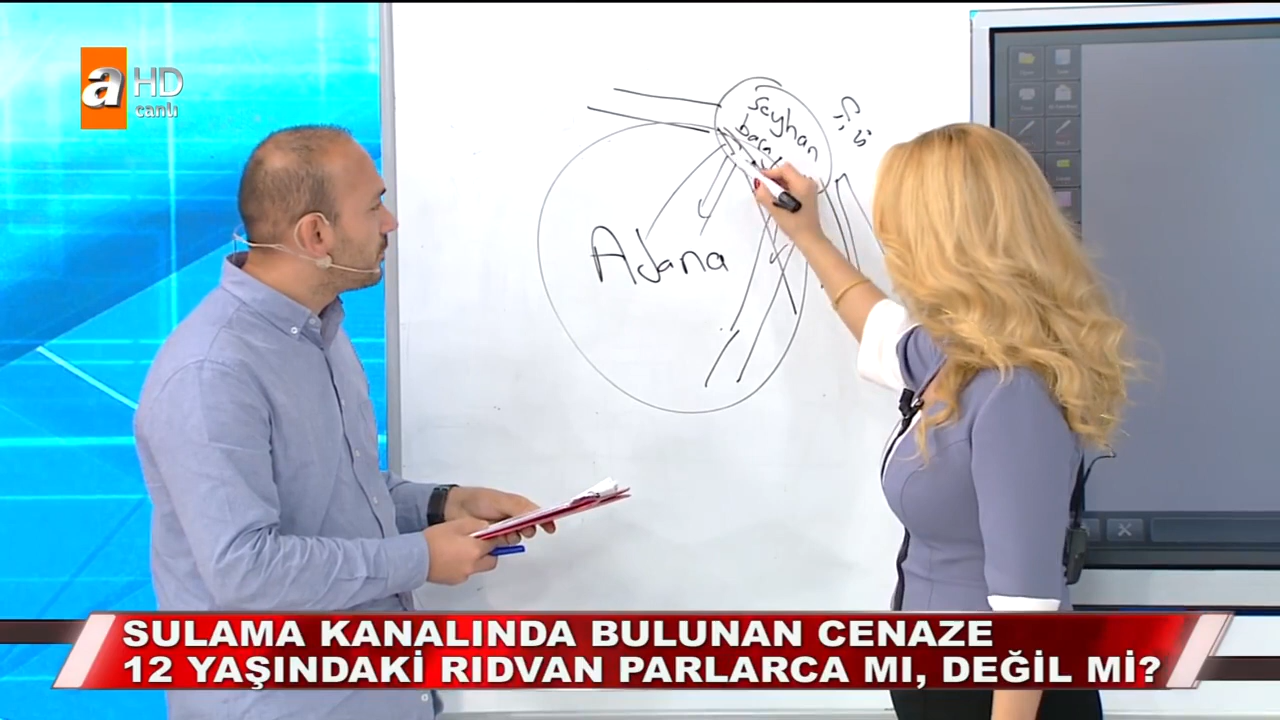 a HD
canlı
Seyhan
Adana
SULAMA KANALINDA BULUNAN CENAZE
12 YAŞINDAKİ RIDVAN PARLARCA MI, DEĞİL Mİ?